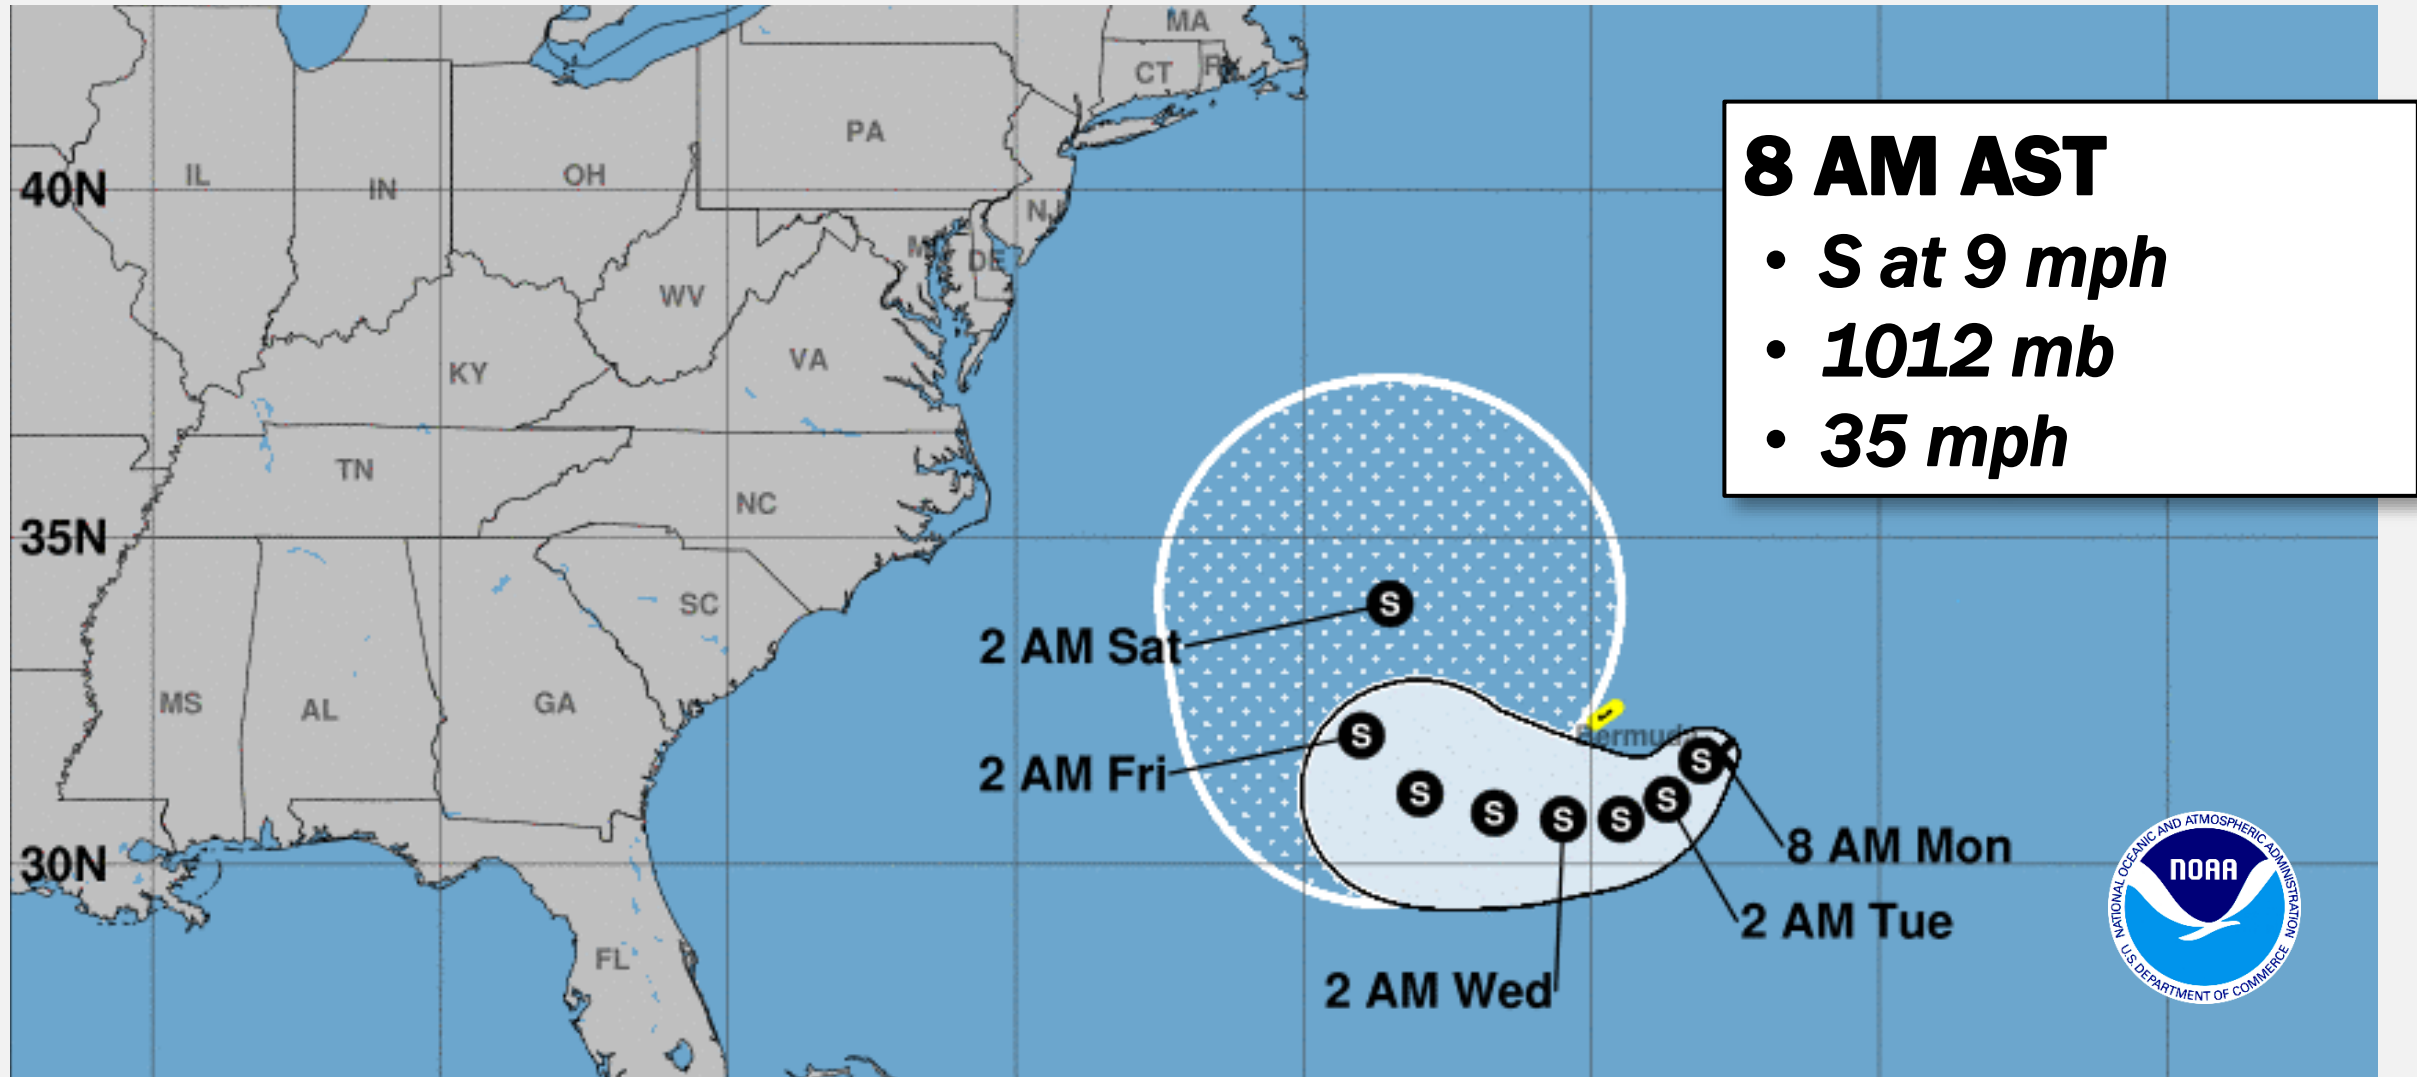 MA
CT
RI
PA
IL
IN
OH
40N
NJ
DE
WV
KY
VA
TN
NC
35N
SC
MS
AL
GA
30N
FL
8 AM AST
• S at 9 mph
• 1012 mb
• 35 mph
2 AM Sat
S
Bermuda
2 AM Fri
S
S
S
S
S
S
S
8 AM Mon
2 AM Tue
2 AM Wed
NATIONAL OCEANIC AND ATMOSPHERIC ADMINISTRATION
NOAA
U.S. DEPARTMENT OF COMMERCE